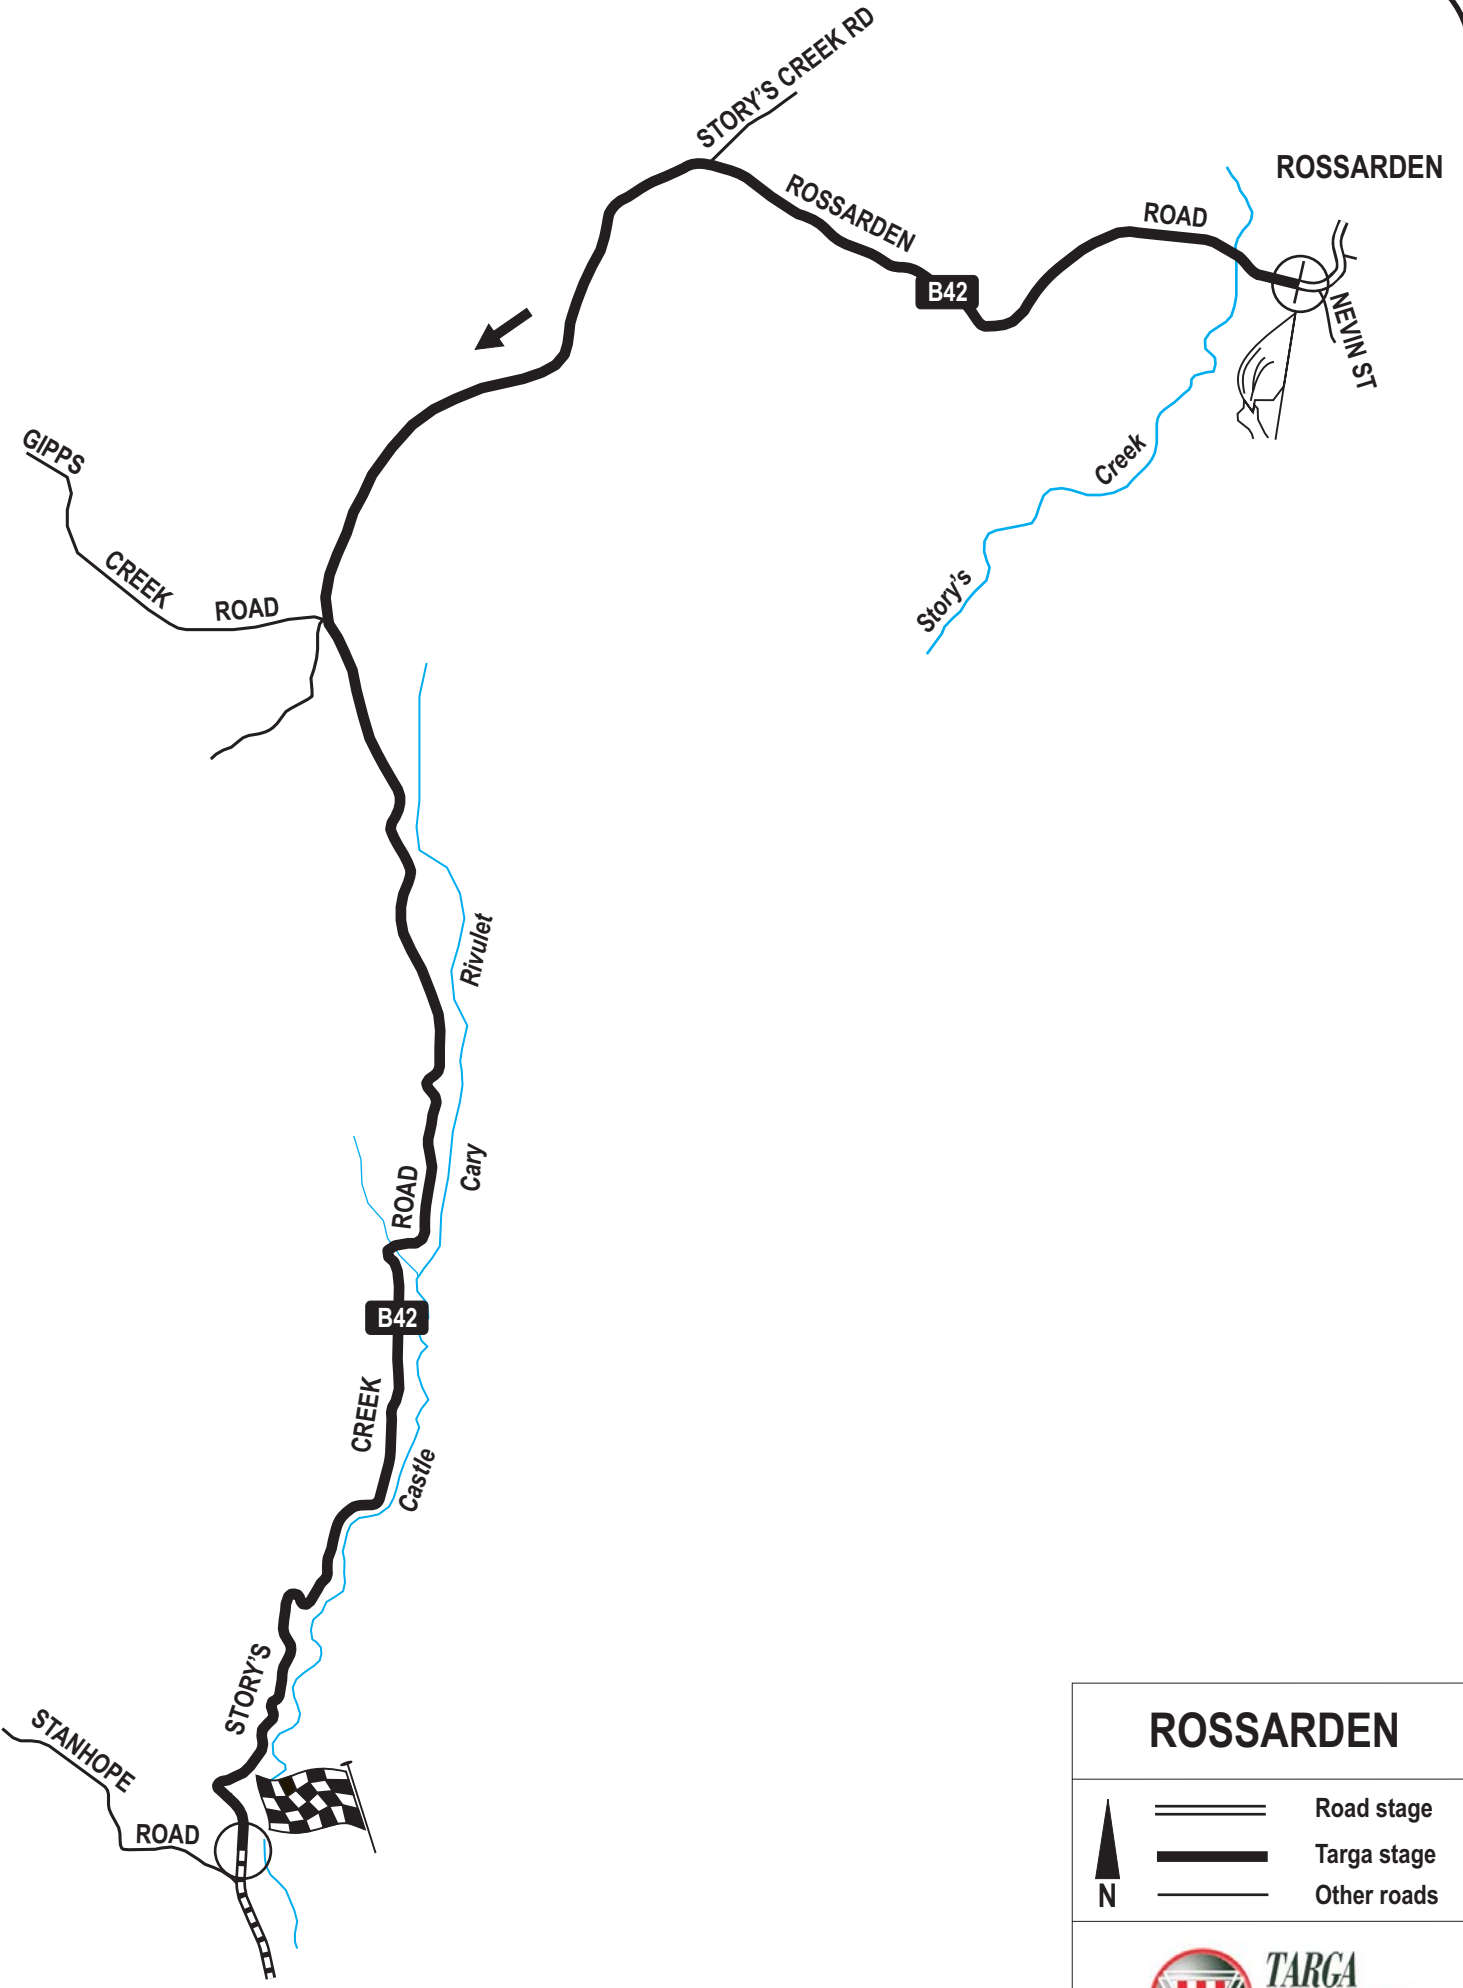 STORY'S CREEK RD
ROSSARDEN
ROSSARDEN
ROAD
B42
NEVIN ST
GIPPS
CREEK
ROAD
Creek
Story's
Rivulet
Cary
ROAD
B42
CREEK
Castle
STORY'S
STANHOPE
ROAD
ROSSARDEN
Road stage
Targa stage
Other roads
N
TARGA